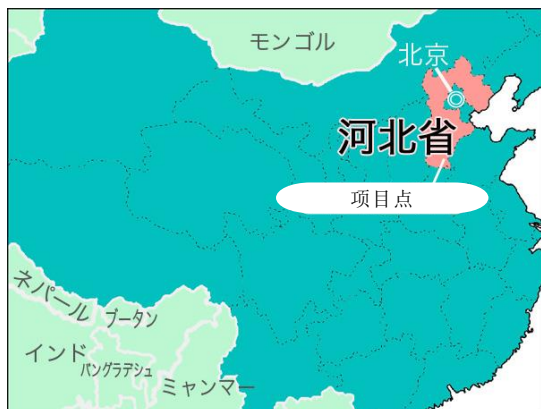 モンゴル
北京
河北省
项目点
ネパール
ブータン
インド
バングラデシュ
ミャンマー